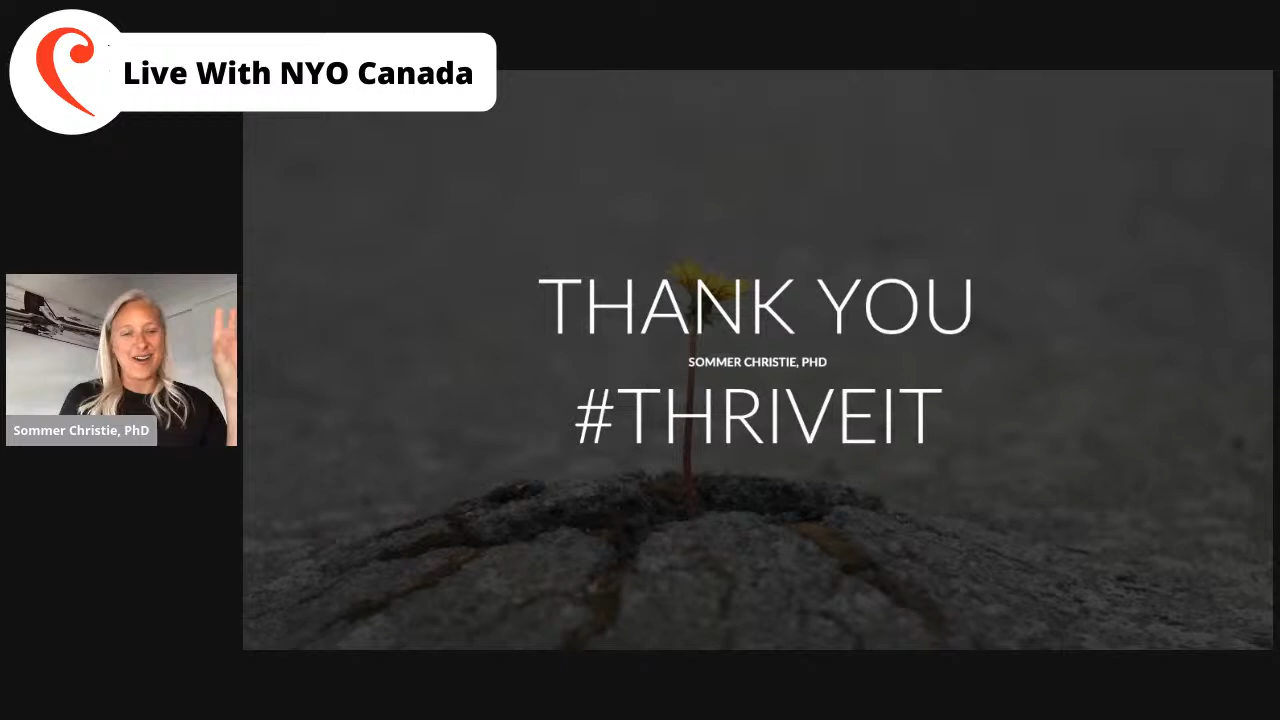 Live With NYO Canada
THANK YOU
SOMMER CHRISTIE, PHD
#THRIVEIT
Sommer Christie, PhD